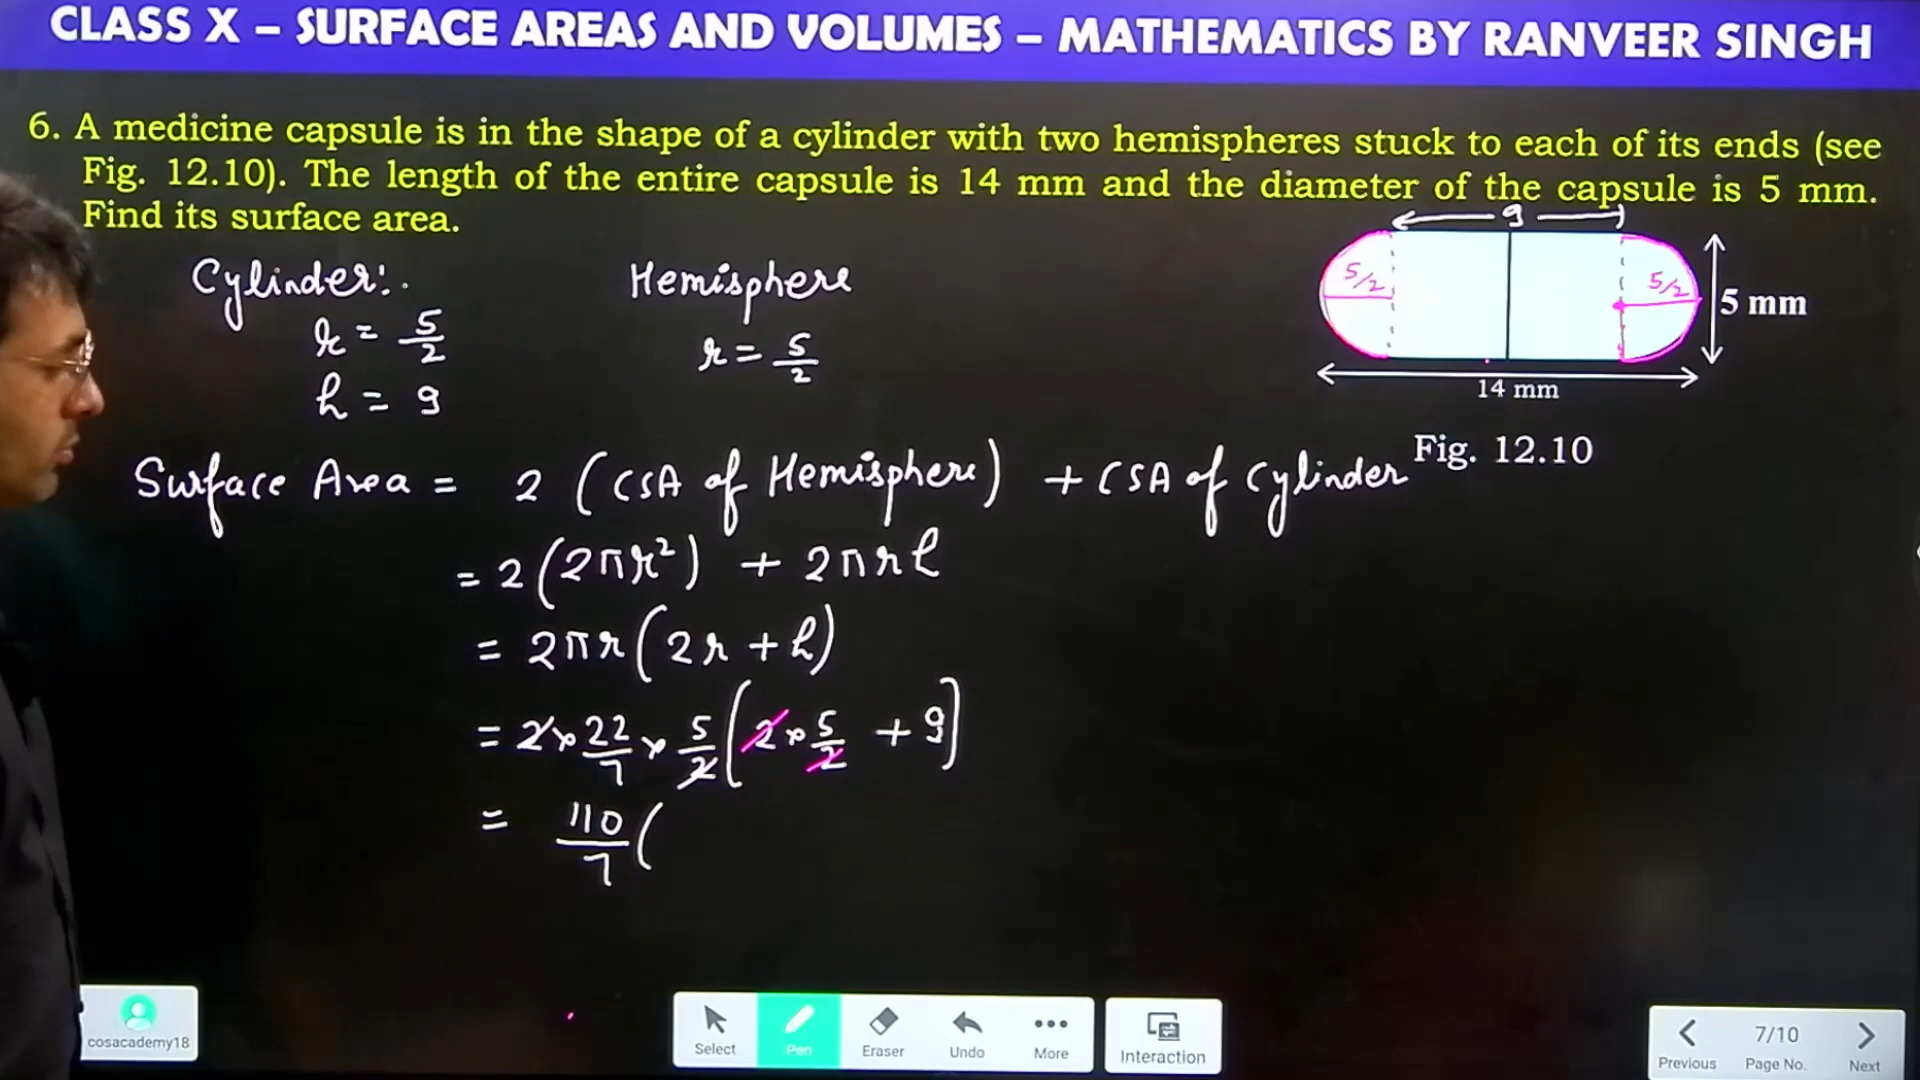 CLASS X – SURFACE AREAS AND VOLUMES – MATHEMATICS BY RANVEER SINGH
6. A medicine capsule is in the shape of a cylinder with two hemispheres stuck to each of its ends (see
Fig. 12.10). The length of the entire capsule is 14 mm and the diameter of the capsule is 5 mm.
Find its surface area.
9
5/2
5/2
5 mm
14 mm
Fig. 12.10
Cylinder:.
r = 5/2
h = 9
Hemisphere
r = 5/2
Surface Area = 2 (CSA of Hemisphere) + CSA of Cylinder
= 2(2πr²) + 2πrh
= 2πr(2r + h)
= 2 × 22/7 × 5/2 (2 × 5/2 + 9)
= 110/7 (
cosacademy18
Select
Pen
Eraser
Undo
More
Interaction
Previous
7/10
Page No.
Next